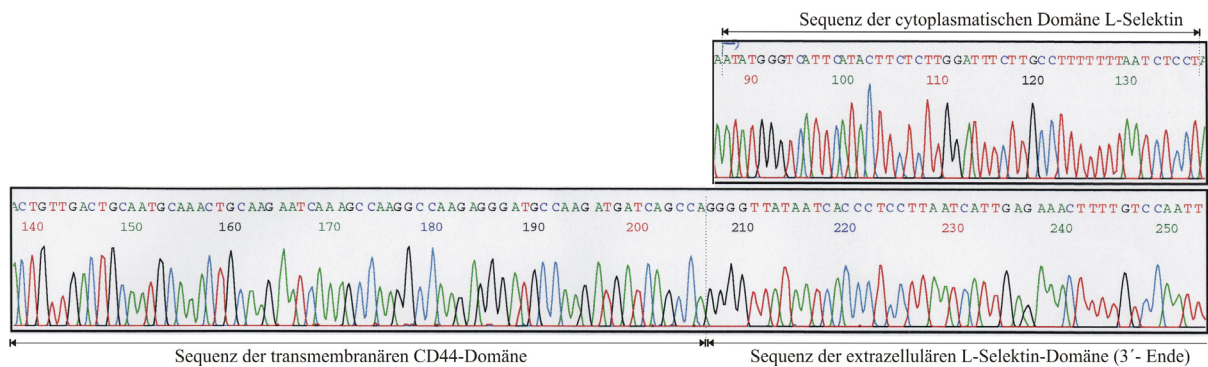 Sequenz der cytoplasmatischen Domäne L-Selektin
AATATGGGTCATTCATACTTCTCTTGGATTTCTTGCCTTTTTTTAATCTCCTA
90 100 110 120 130
ACTGTTGACTGCAATGCAAACTGCAAGAATCAAAGCCAAGGCCAAGAGGGATGCCAAGATGATCAGCCAGGGGTTATAATCACCCTCCTTAATCATTGAGAAACTTTTGTCCAATT
140 150 160 170 180 190 200 210 220 230 240 250
Sequenz der transmembranären CD44-Domäne Sequenz der extrazellulären L-Selektin-Domäne (3´- Ende)